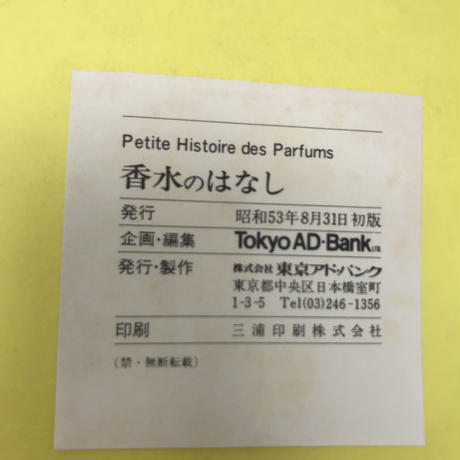 Petite Histoire des Parfums
香水のはなし
発行 昭和53年8月31日初版
企画・編集 Tokyo AD・Bank LTD.
発行・製作 株式会社 東京アド・バンク
東京都中央区日本橋室町
1-3-5 Tel(03)246-1356
印刷 三浦印刷株式会社
(禁・無断転載)